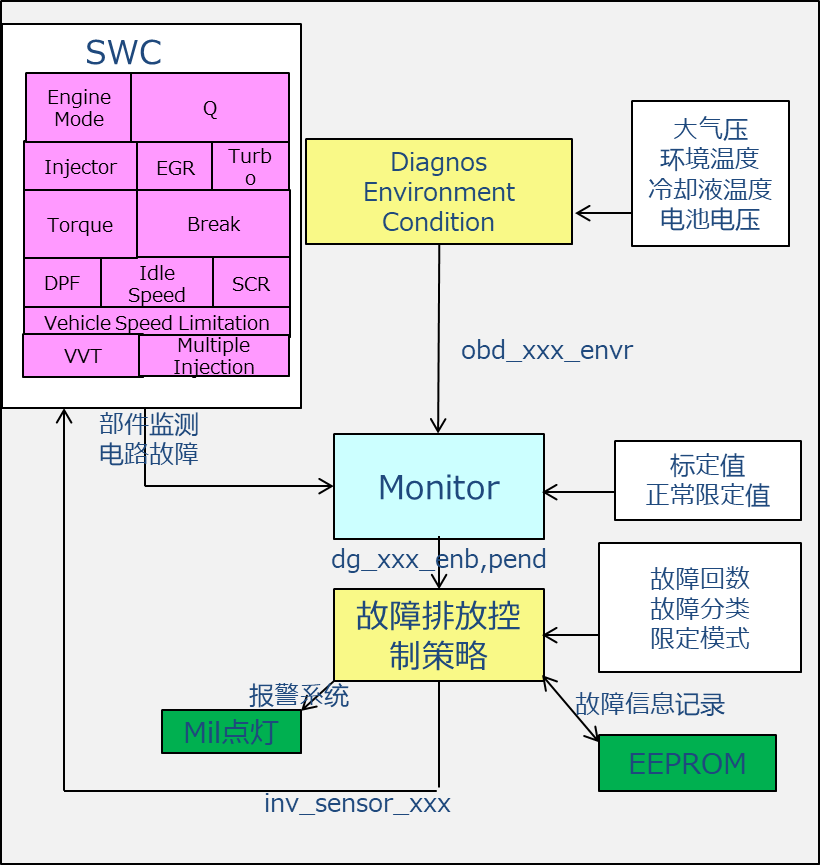 SWC
Engine
Mode
Q
Injector
EGR
Turb
o
Torque
Break
DPF
Idle
Speed
SCR
Vehicle Speed Limitation
VVT
Multiple
Injection
Diagnos
Environment
Condition
大气压
环境温度
冷却液温度
电池电压
obd_xxx_envr
部件监测
电路故障
Monitor
标定值
正常限定值
dg_xxx_enb,pend
故障排放控
制策略
故障回数
故障分类
限定模式
报警系统
Mil点灯
故障信息记录
EEPROM
inv_sensor_xxx